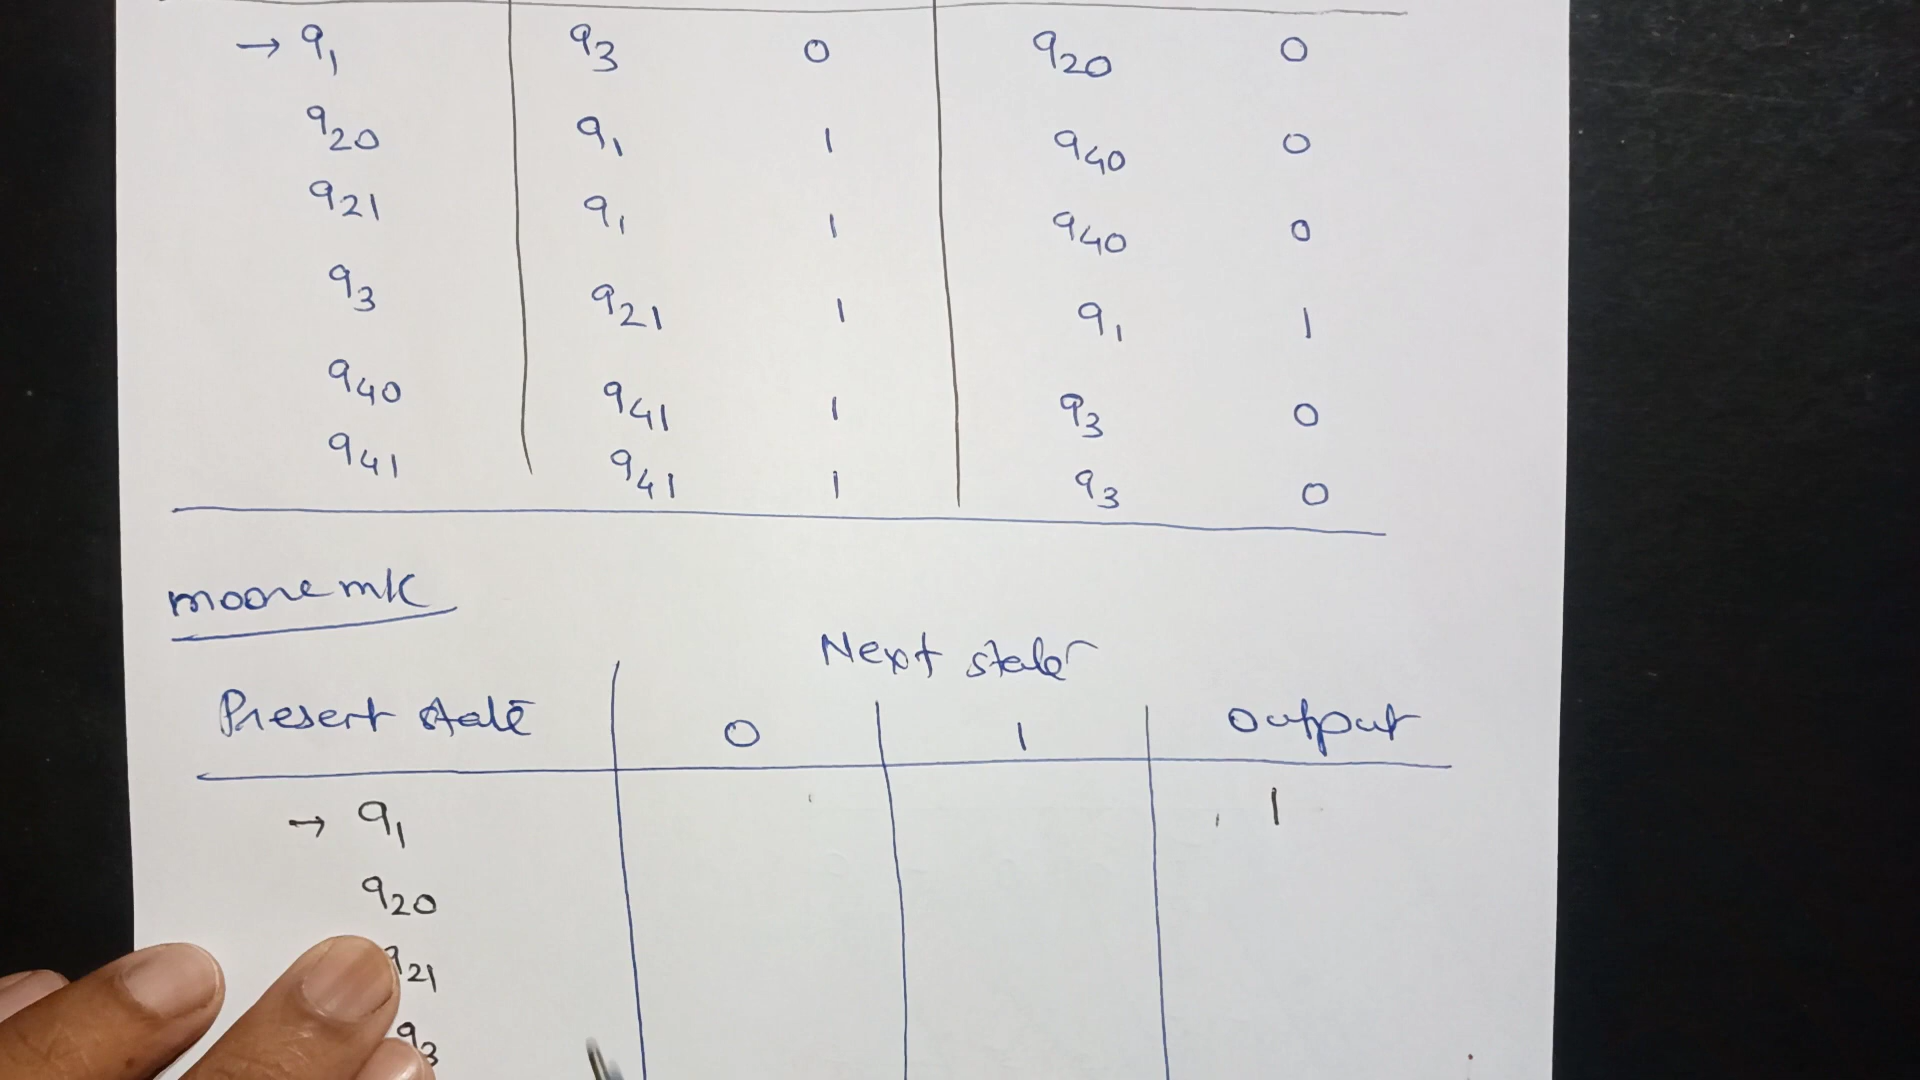 → q1 q3 0 q20 0
q20 q1 1 q40 0
q21 q1 1 q40 0
q3 q21 1 q1 1
q40 q41 1 q3 0
q41 q41 1 q3 0
moore m/c
Next state
Present state 0 1 output
→ q1 1
q20
q21
q3